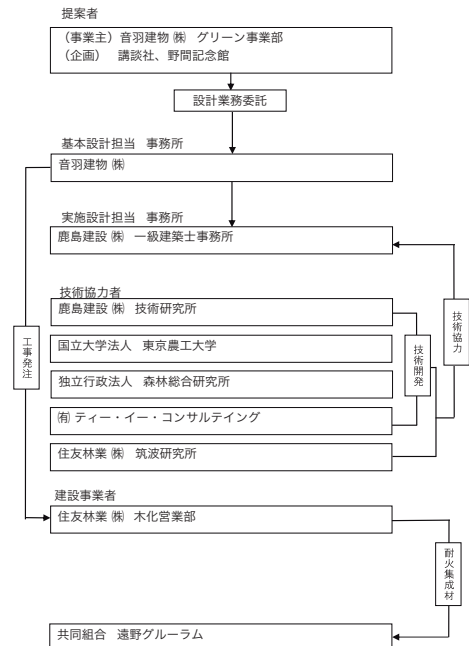 提案者
（事業主）音羽建物 ㈱ グリーン事業部
（企画） 講談社、野間記念館
設計業務委託
基本設計担当 事務所
音羽建物 ㈱
実施設計担当 事務所
鹿島建設 ㈱ 一級建築士事務所
技術協力者
鹿島建設 ㈱ 技術研究所
国立大学法人 東京農工大学
独立行政法人 森林総合研究所
㈲ ティー・イー・コンサルテイング
住友林業 ㈱ 筑波研究所
工事発注
技術開発
技術協力
建設事業者
住友林業 ㈱ 木化営業部
耐火集成材
共同組合 遠野グルーラム